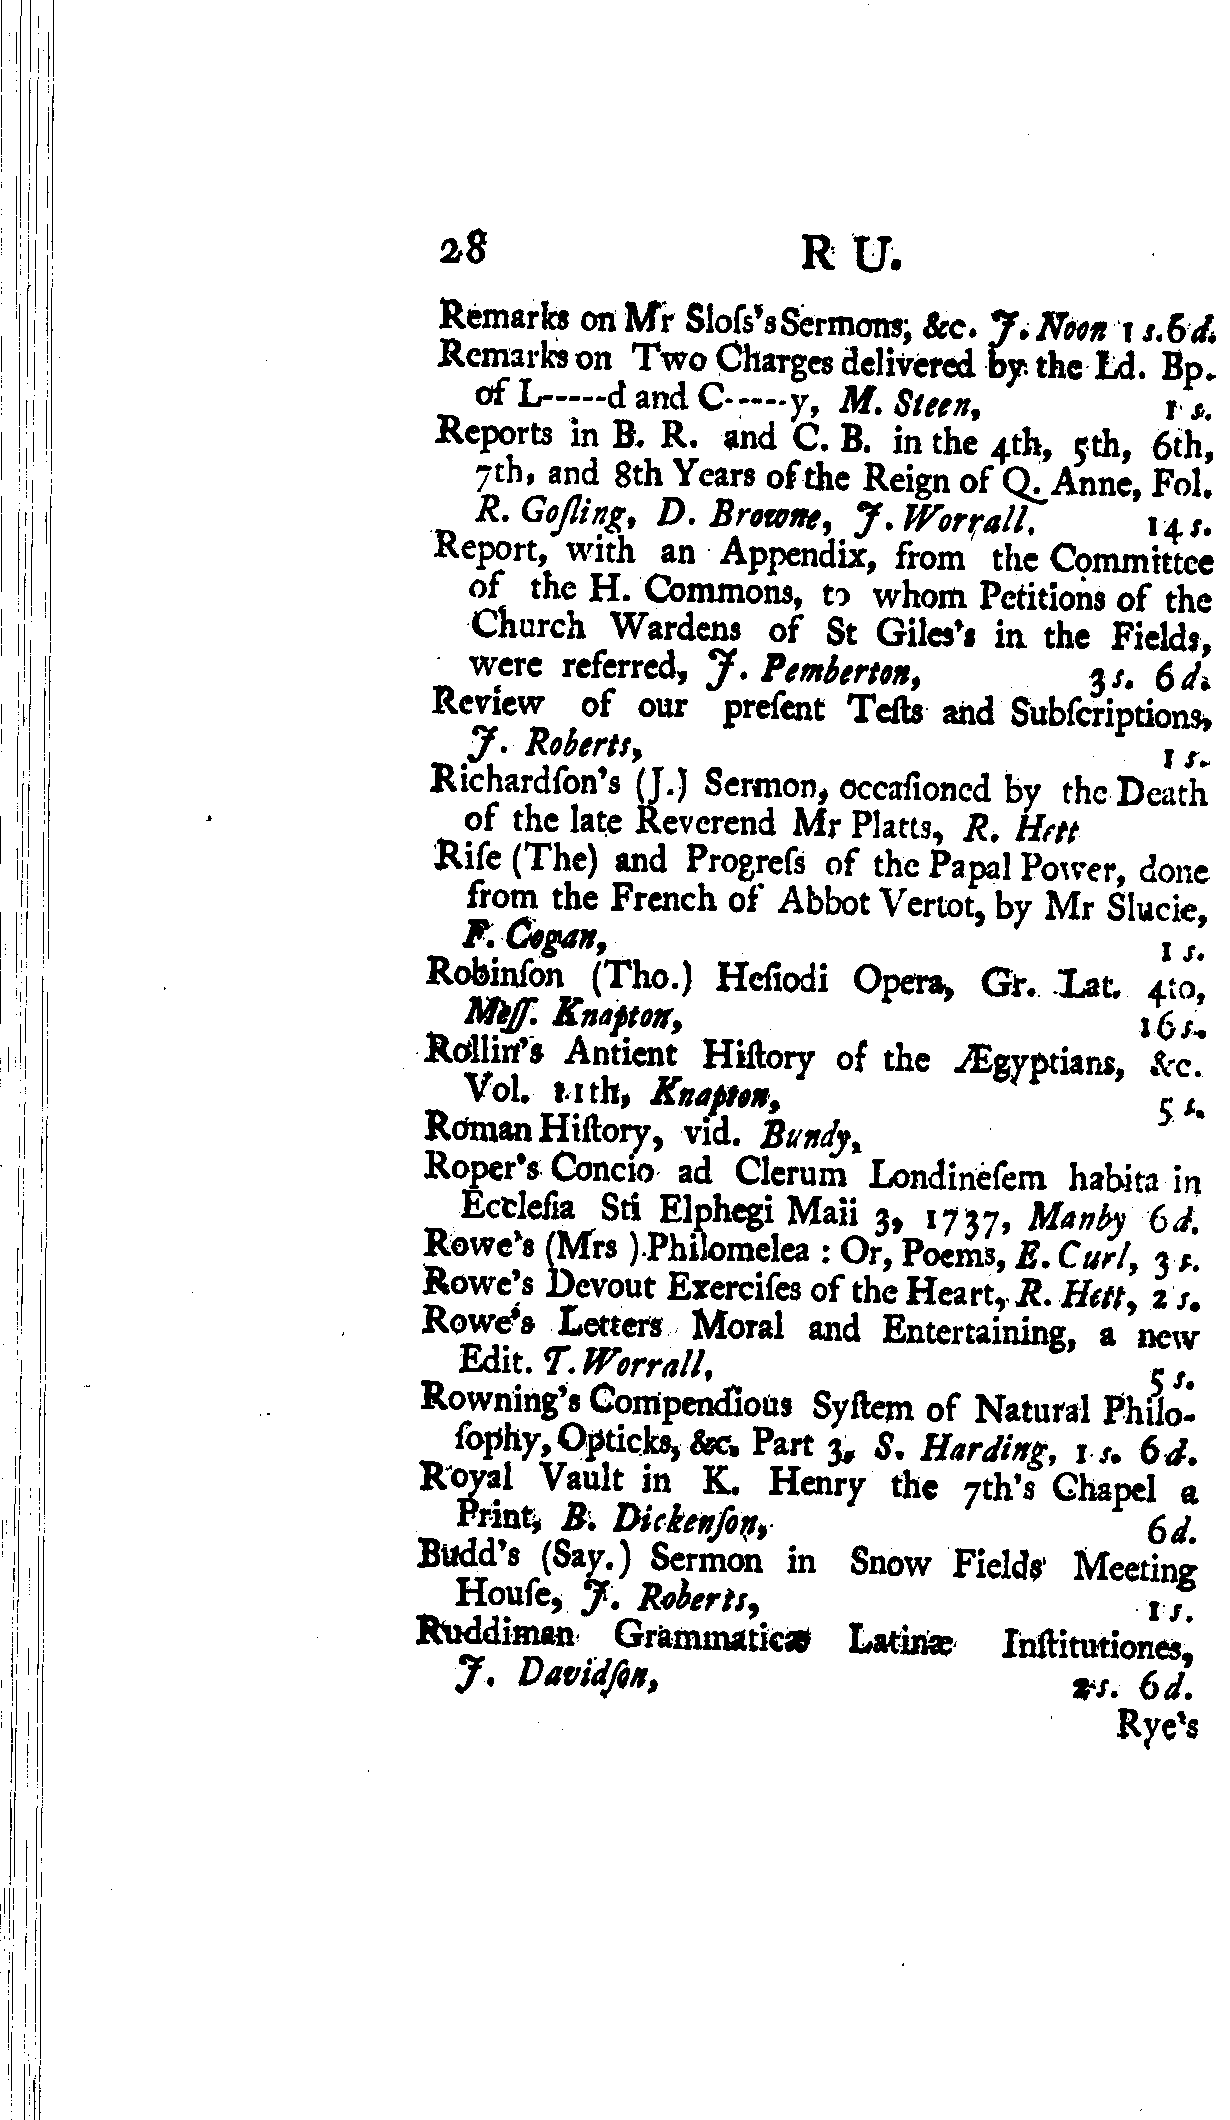 28 R U.
Remarks on Mr Sloſs's Sermons, &c. J. Noon 1 s. 6 d.
Remarks on Two Charges delivered by the Ld. Bp.
of L-----d and C-----y, M. Steen, 1 s.
Reports in B. R. and C. B. in the 4th, 5th, 6th,
7th, and 8th Years of the Reign of Q. Anne, Fol.
R. Goſling, D. Browne, J. Worrall. 14 s.
Report, with an Appendix, from the Committee
of the H. Commons, to whom Petitions of the
Church Wardens of St Giles's in the Fields,
were referred, J. Pemberton, 3 s. 6 d.
Review of our preſent Teſts and Subſcriptions,
J. Roberts, 1 s.
Richardſon's (J.) Sermon, occaſioned by the Death
of the late Reverend Mr Platts, R. Hett
Riſe (The) and Progreſs of the Papal Power, done
from the French of Abbot Vertot, by Mr Slucie,
F. Cogan, 1 s.
Robinſon (Tho.) Heſiodi Opera, Gr. Lat. 4to,
Meſſ. Knapton, 16 s.
Rollin's Antient Hiſtory of the Ægyptians, &c.
Vol. 11th, Knapton, 5 s.
Roman Hiſtory, vid. Bundy,
Roper's Concio ad Clerum Londineſem habita in
Eccleſia Sti Elphegi Maii 3, 1737, Manby 6 d.
Rowe's (Mrs ) Philomelea : Or, Poems, E. Curl, 3 s.
Rowe's Devout Exerciſes of the Heart, R. Hett, 2 s.
Rowe's Letters Moral and Entertaining, a new
Edit. T. Worrall, 5 s.
Rowning's Compendious Syſtem of Natural Philo-
ſophy, Opticks, &c. Part 3, S. Harding, 1 s. 6 d.
Royal Vault in K. Henry the 7th's Chapel a
Print, B. Dickenſon, 6 d.
Budd's (Say.) Sermon in Snow Fields Meeting
Houſe, J. Roberts, 1 s.
Ruddiman Grammaticæ Latinæ Inſtitutiones,
J. Davidſon, 2 s. 6 d.
Rye's